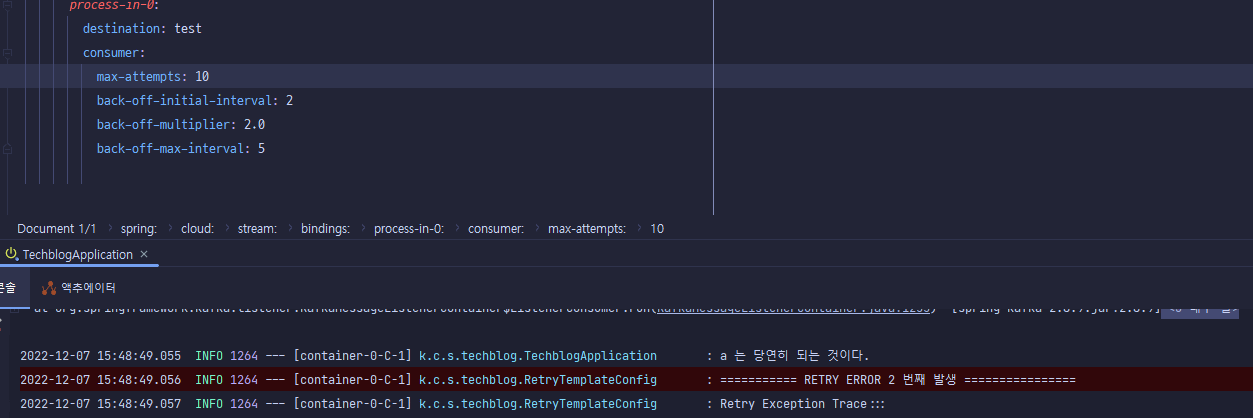 process-in-0:
destination: test
consumer:
max-attempts: 10
back-off-initial-interval: 2
back-off-multiplier: 2.0
back-off-max-interval: 5
Document 1/1 > spring: > cloud: > stream: > bindings: > process-in-0: > consumer: > max-attempts: > 10
TechblogApplication ×
콘솔 액추에이터
2022-12-07 15:48:49.055 INFO 1264 --- [container-0-C-1] k.c.s.techblog.TechblogApplication : a 는 당연히 되는 것이다.
2022-12-07 15:48:49.056 INFO 1264 --- [container-0-C-1] k.c.s.techblog.RetryTemplateConfig : =========== RETRY ERROR 2 번째 발생 ================
2022-12-07 15:48:49.057 INFO 1264 --- [container-0-C-1] k.c.s.techblog.RetryTemplateConfig : Retry Exception Trace:::